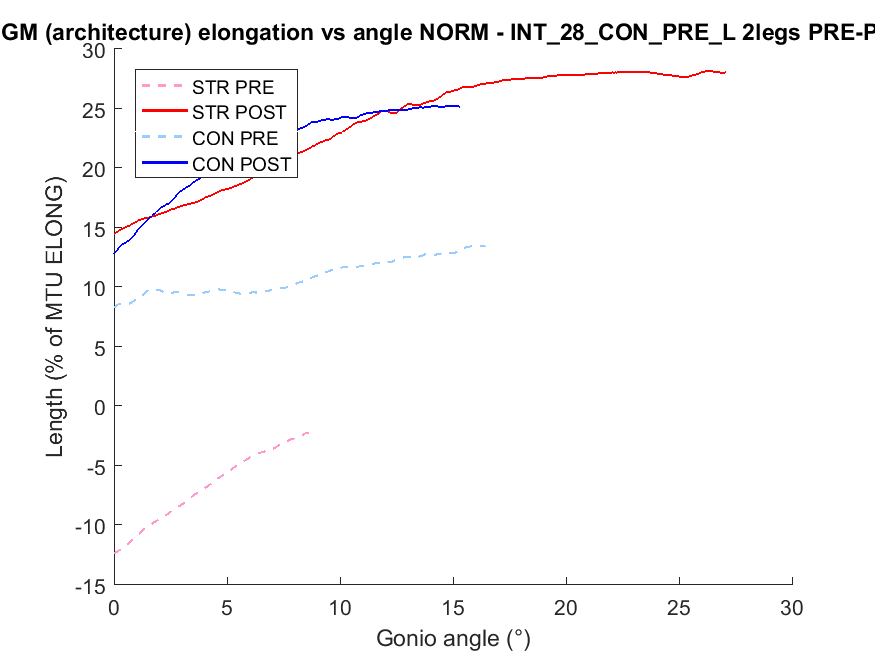 GM (architecture) elongation vs angle NORM - INT_28_CON_PRE_L 2legs PRE-P
STR PRE
STR POST
CON PRE
CON POST
30
25
20
15
10
5
0
-5
-10
-15
Length (% of MTU ELONG)
0 5 10 15 20 25 30
Gonio angle (°)